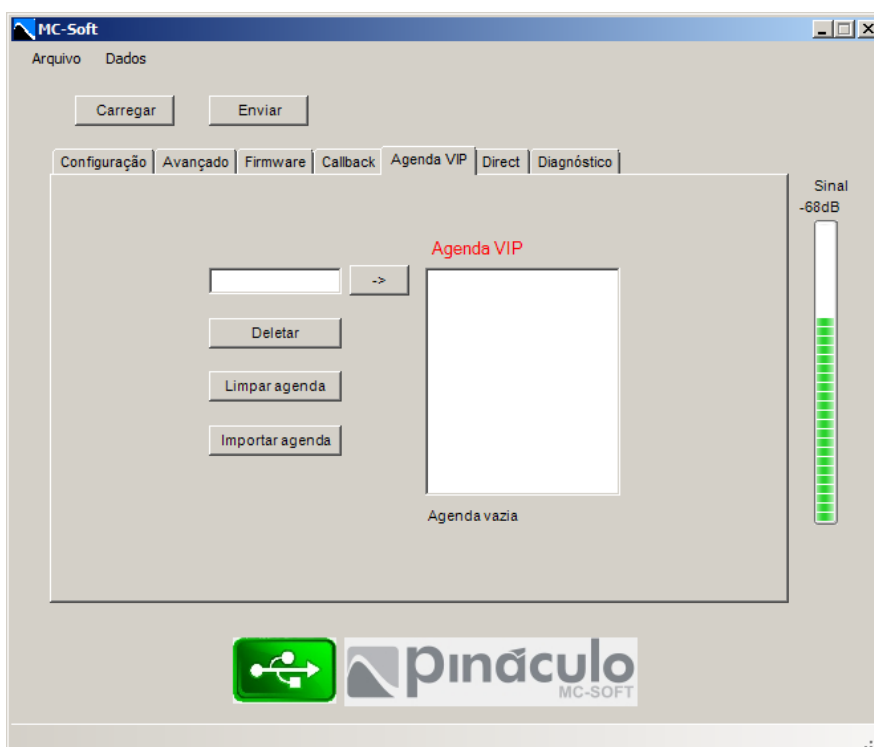 MC-Soft
Arquivo Dados
Carregar Enviar
Configuração Avançado Firmware Callback Agenda VIP Direct Diagnóstico
Sinal
-68dB
Agenda VIP
->
Deletar
Limpar agenda
Importar agenda
Agenda vazia
pináculo
MC-SOFT